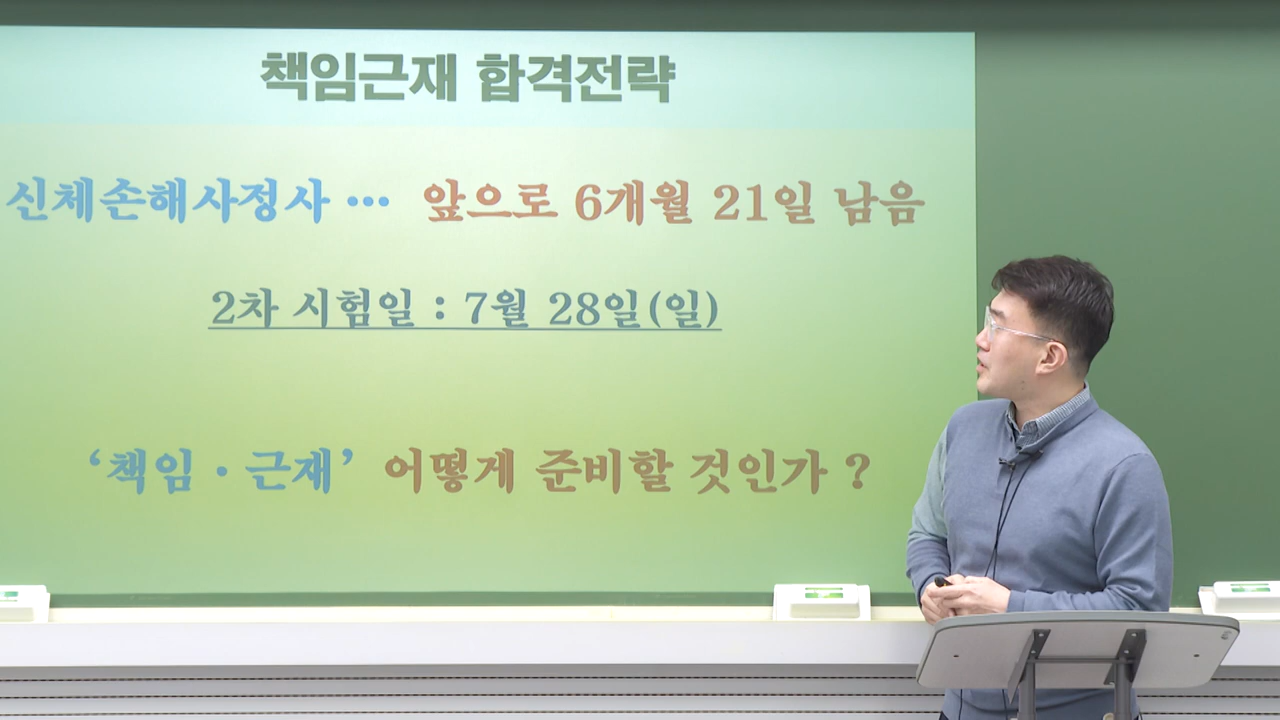 책임근재 합격전략
신체손해사정사 … 앞으로 6개월 21일 남음
2차 시험일 : 7월 28일(일)
‘책임·근재’ 어떻게 준비할 것인가 ?